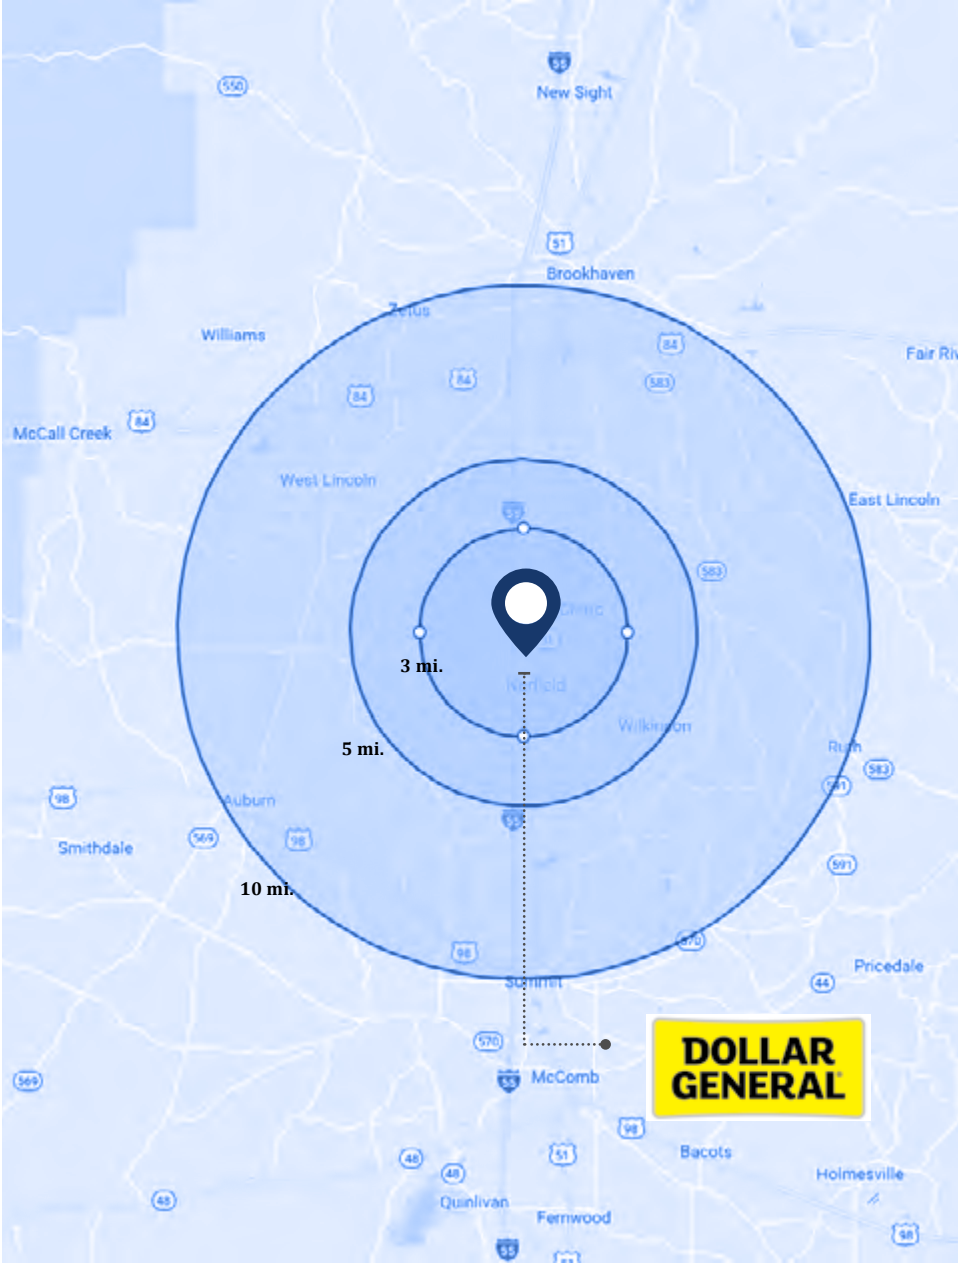 55
New Sight
550
51
Brookhaven
Zetus
Williams
84
Fair Riv
84
84
583
84
McCall Creek
West Lincoln
East Lincoln
55
583
3 mi.
Norfield
Wilkinson
5 mi.
Ruth
583
591
98
Auburn
55
569
98
Smithdale
591
10 mi.
570
98
Pricedale
Summit
44
570
DOLLAR
GENERAL
569
55
McComb
98
51
Bacots
48
48
Holmesville
48
Quinlivan
Fernwood
98
55